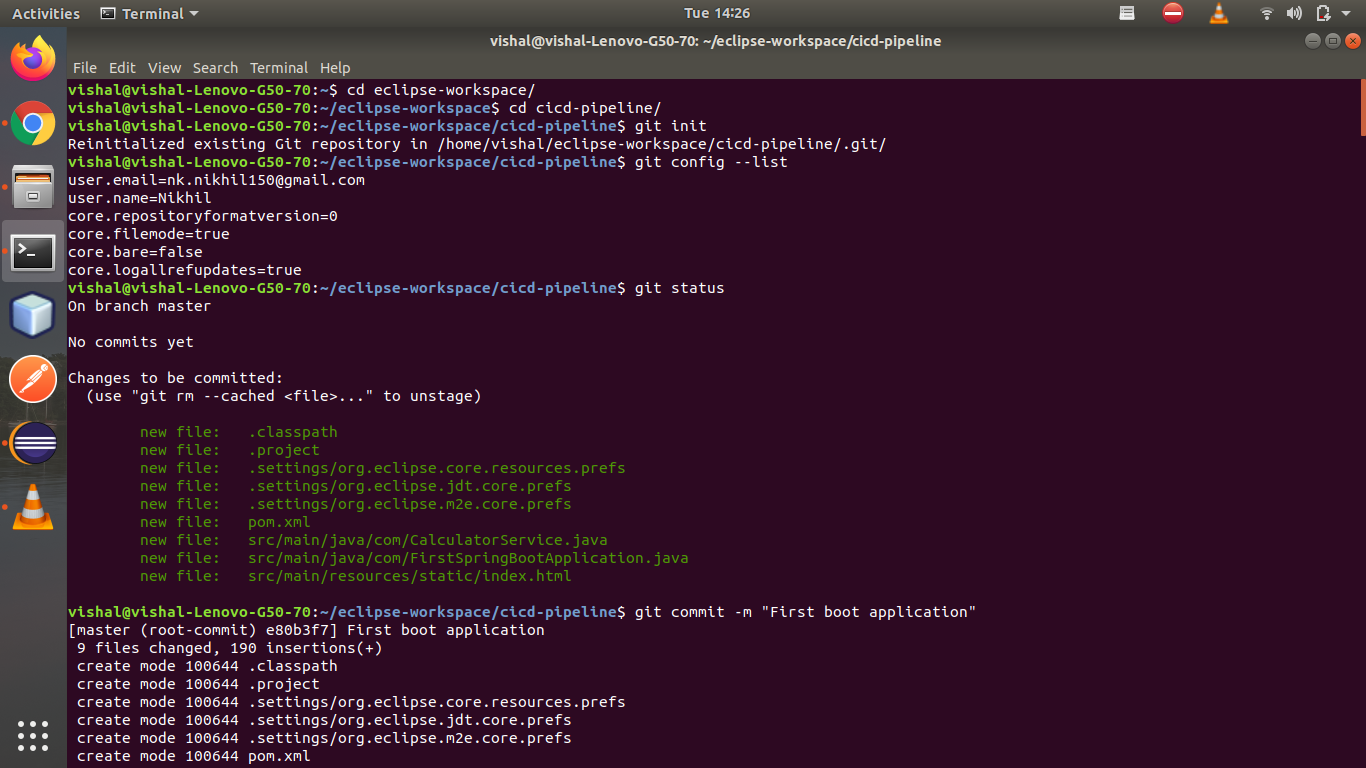 Activities Terminal Tue 14:26
vishal@vishal-Lenovo-G50-70: ~/eclipse-workspace/cicd-pipeline
File Edit View Search Terminal Help
vishal@vishal-Lenovo-G50-70:~$ cd eclipse-workspace/
vishal@vishal-Lenovo-G50-70:~/eclipse-workspace$ cd cicd-pipeline/
vishal@vishal-Lenovo-G50-70:~/eclipse-workspace/cicd-pipeline$ git init
Reinitialized existing Git repository in /home/vishal/eclipse-workspace/cicd-pipeline/.git/
vishal@vishal-Lenovo-G50-70:~/eclipse-workspace/cicd-pipeline$ git config --list
user.email=nk.nikhil150@gmail.com
user.name=Nikhil
core.repositoryformatversion=0
core.filemode=true
core.bare=false
core.logallrefupdates=true
vishal@vishal-Lenovo-G50-70:~/eclipse-workspace/cicd-pipeline$ git status
On branch master
No commits yet
Changes to be committed:
(use "git rm --cached <file>..." to unstage)
new file: .classpath
new file: .project
new file: .settings/org.eclipse.core.resources.prefs
new file: .settings/org.eclipse.jdt.core.prefs
new file: .settings/org.eclipse.m2e.core.prefs
new file: pom.xml
new file: src/main/java/com/CalculatorService.java
new file: src/main/java/com/FirstSpringBootApplication.java
new file: src/main/resources/static/index.html
vishal@vishal-Lenovo-G50-70:~/eclipse-workspace/cicd-pipeline$ git commit -m "First boot application"
[master (root-commit) e80b3f7] First boot application
9 files changed, 190 insertions(+)
create mode 100644 .classpath
create mode 100644 .project
create mode 100644 .settings/org.eclipse.core.resources.prefs
create mode 100644 .settings/org.eclipse.jdt.core.prefs
create mode 100644 .settings/org.eclipse.m2e.core.prefs
create mode 100644 pom.xml